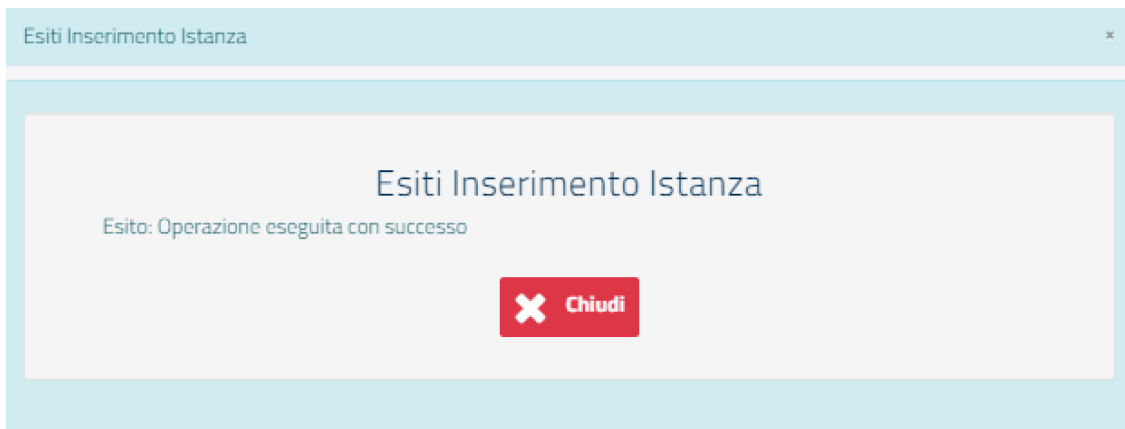 Esiti Inserimento Istanza
Esiti Inserimento Istanza
Esito: Operazione eseguita con successo
Chiudi